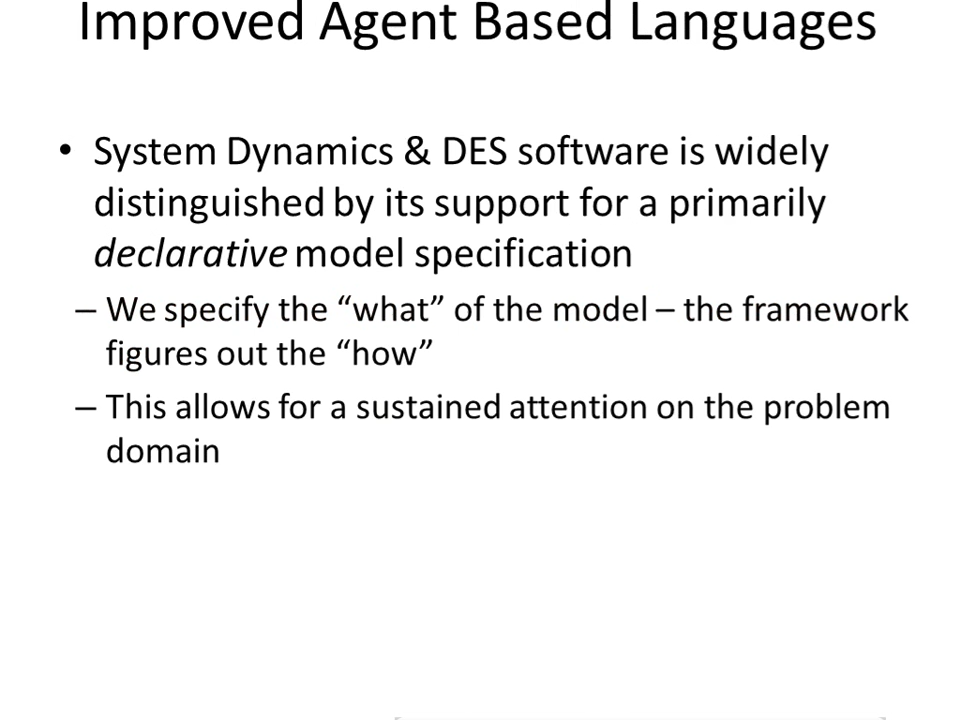 Improved Agent Based Languages
• System Dynamics & DES software is widely
distinguished by its support for a primarily
declarative model specification
– We specify the “what” of the model – the framework
figures out the “how”
– This allows for a sustained attention on the problem
domain